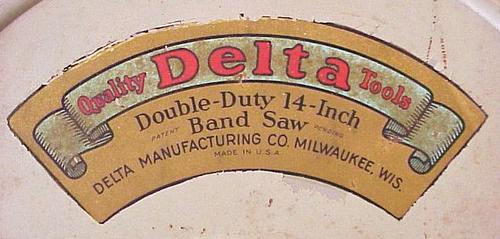 Quality Delta Tools
Double-Duty 14-Inch
PATENT Band Saw PENDING
DELTA MANUFACTURING CO. MILWAUKEE, WIS.
MADE IN U.S.A.